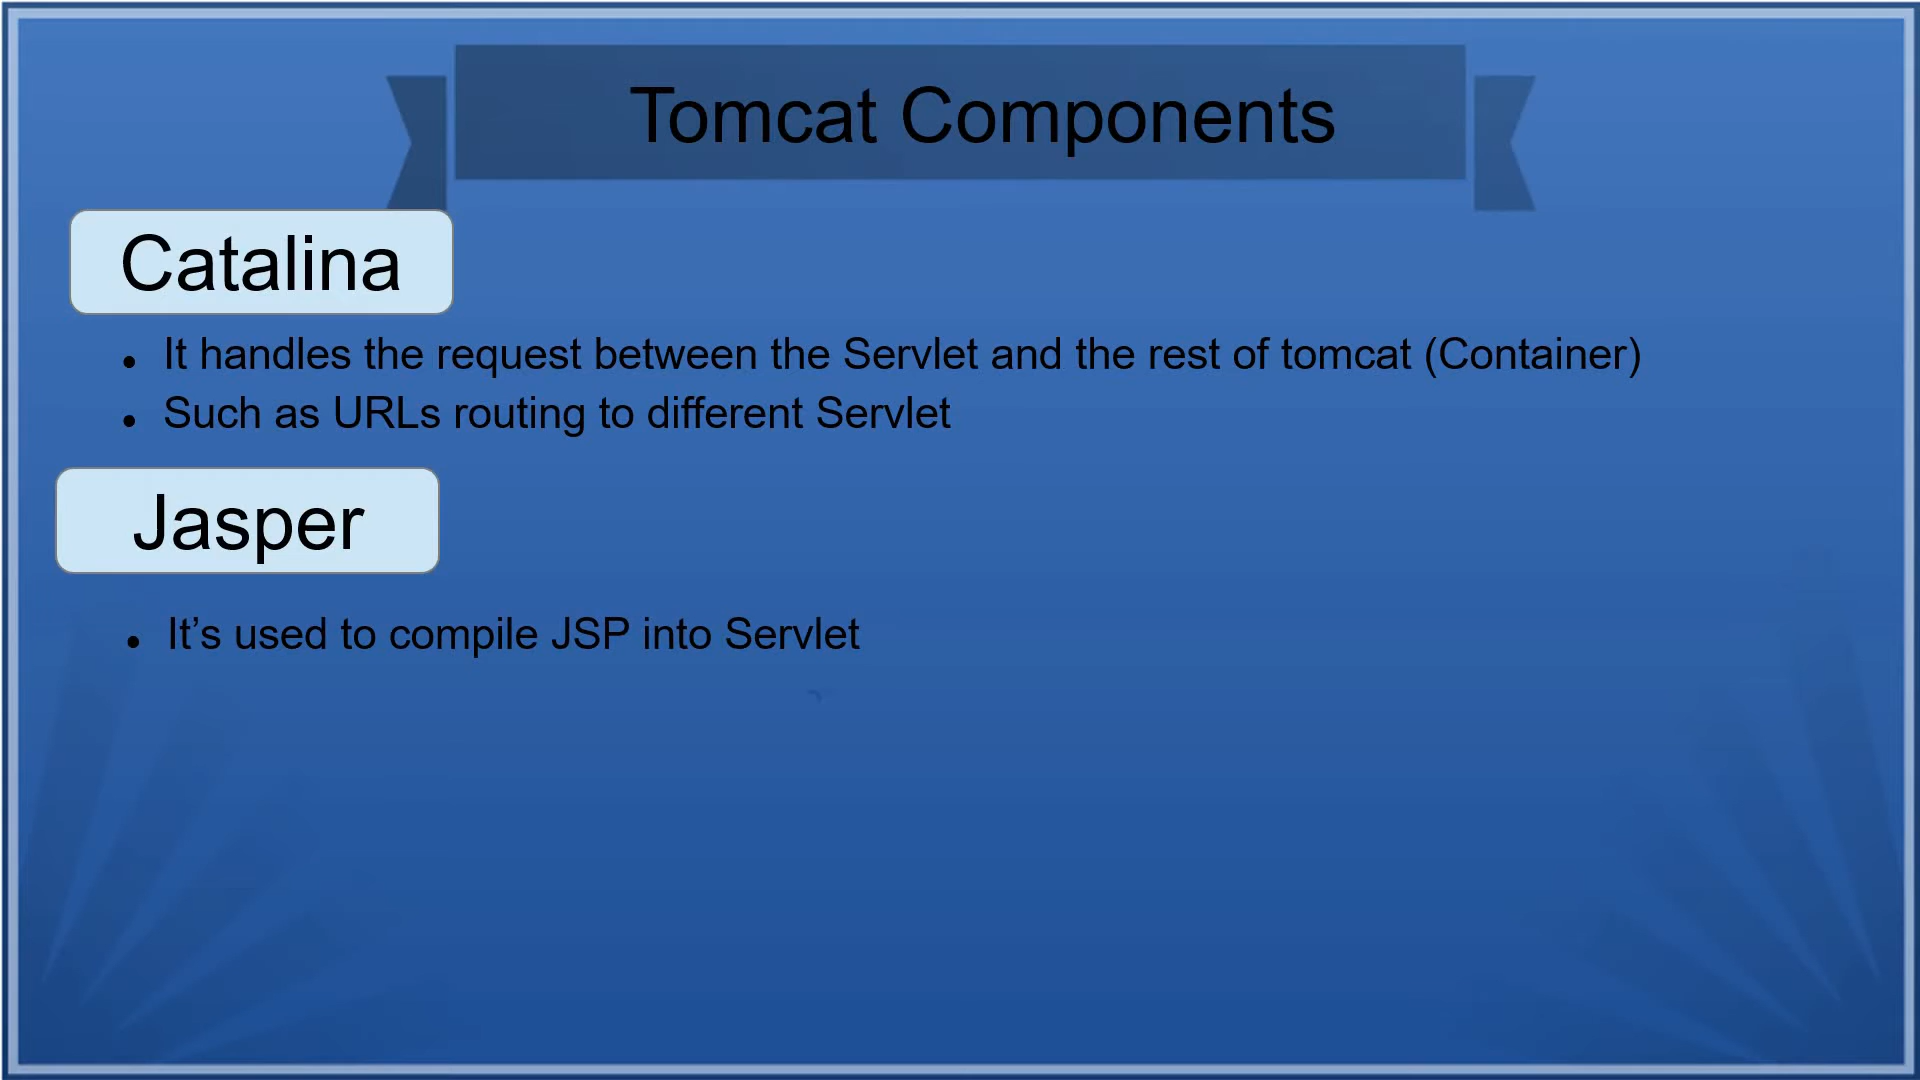 Tomcat Components
Catalina
• It handles the request between the Servlet and the rest of tomcat (Container)
• Such as URLs routing to different Servlet
Jasper
• It’s used to compile JSP into Servlet